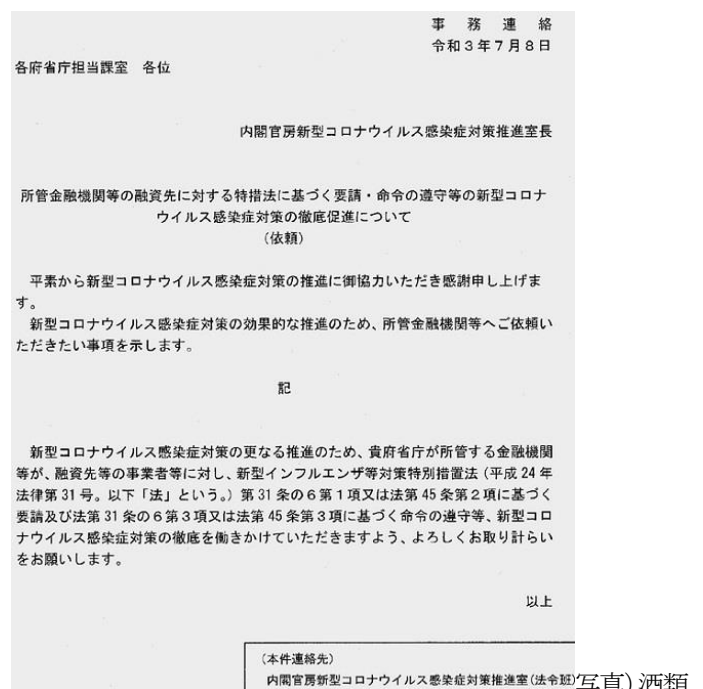 事 務 連 絡
令和3年7月8日
各府省庁担当課室 各位
内閣官房新型コロナウイルス感染症対策推進室長
所管金融機関等の融資先に対する特措法に基づく要請・命令の遵守等の新型コロナ
ウイルス感染症対策の徹底促進について
(依頼)
平素から新型コロナウイルス感染症対策の推進に御協力いただき感謝申し上げま
す。
新型コロナウイルス感染症対策の効果的な推進のため、所管金融機関等へご依頼い
ただきたい事項を示します。
記
新型コロナウイルス感染症対策の更なる推進のため、貴府省庁が所管する金融機関
等が、融資先等の事業者等に対し、新型インフルエンザ等対策特別措置法(平成24年
法律第31号。以下「法」という。)第31条の6第1項又は法第45条第2項に基づく
要請及び法第31条の6第3項又は法第45条第3項に基づく命令の遵守等、新型コロ
ナウイルス感染症対策の徹底を働きかけていただきますよう、よろしくお取り計らい
をお願いします。
以上
(本件連絡先)
内閣官房新型コロナウイルス感染症対策推進室(法令班)
写真)酒類